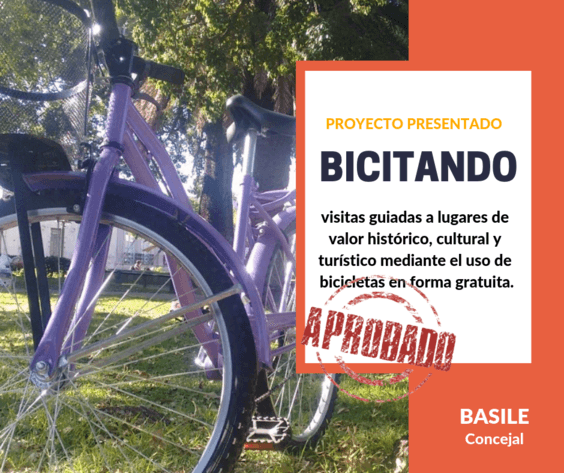 PROYECTO PRESENTADO
BICITANDO
visitas guiadas a lugares de
valor histórico, cultural y
turístico mediante el uso de
bicicletas en forma gratuita.
APROBADO
BASILE
Concejal